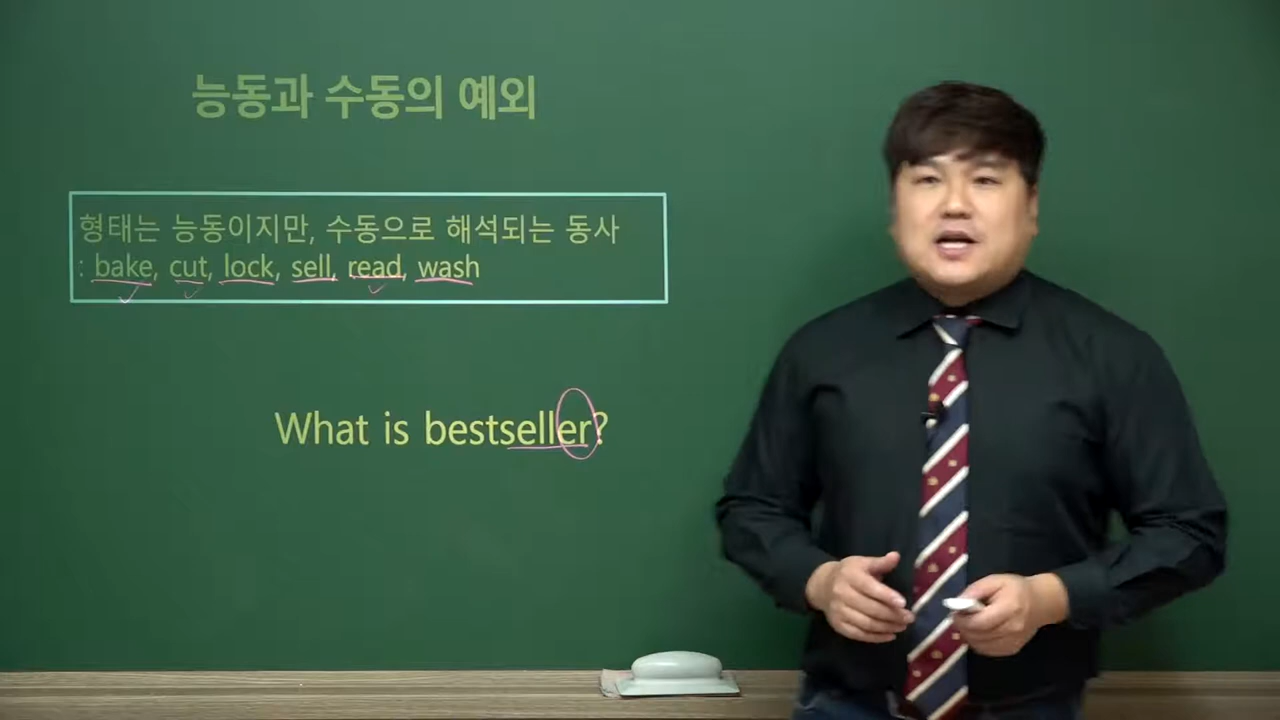 능동과 수동의 예외
형태는 능동이지만, 수동으로 해석되는 동사
: bake, cut, lock, sell, read, wash
What is bestseller?